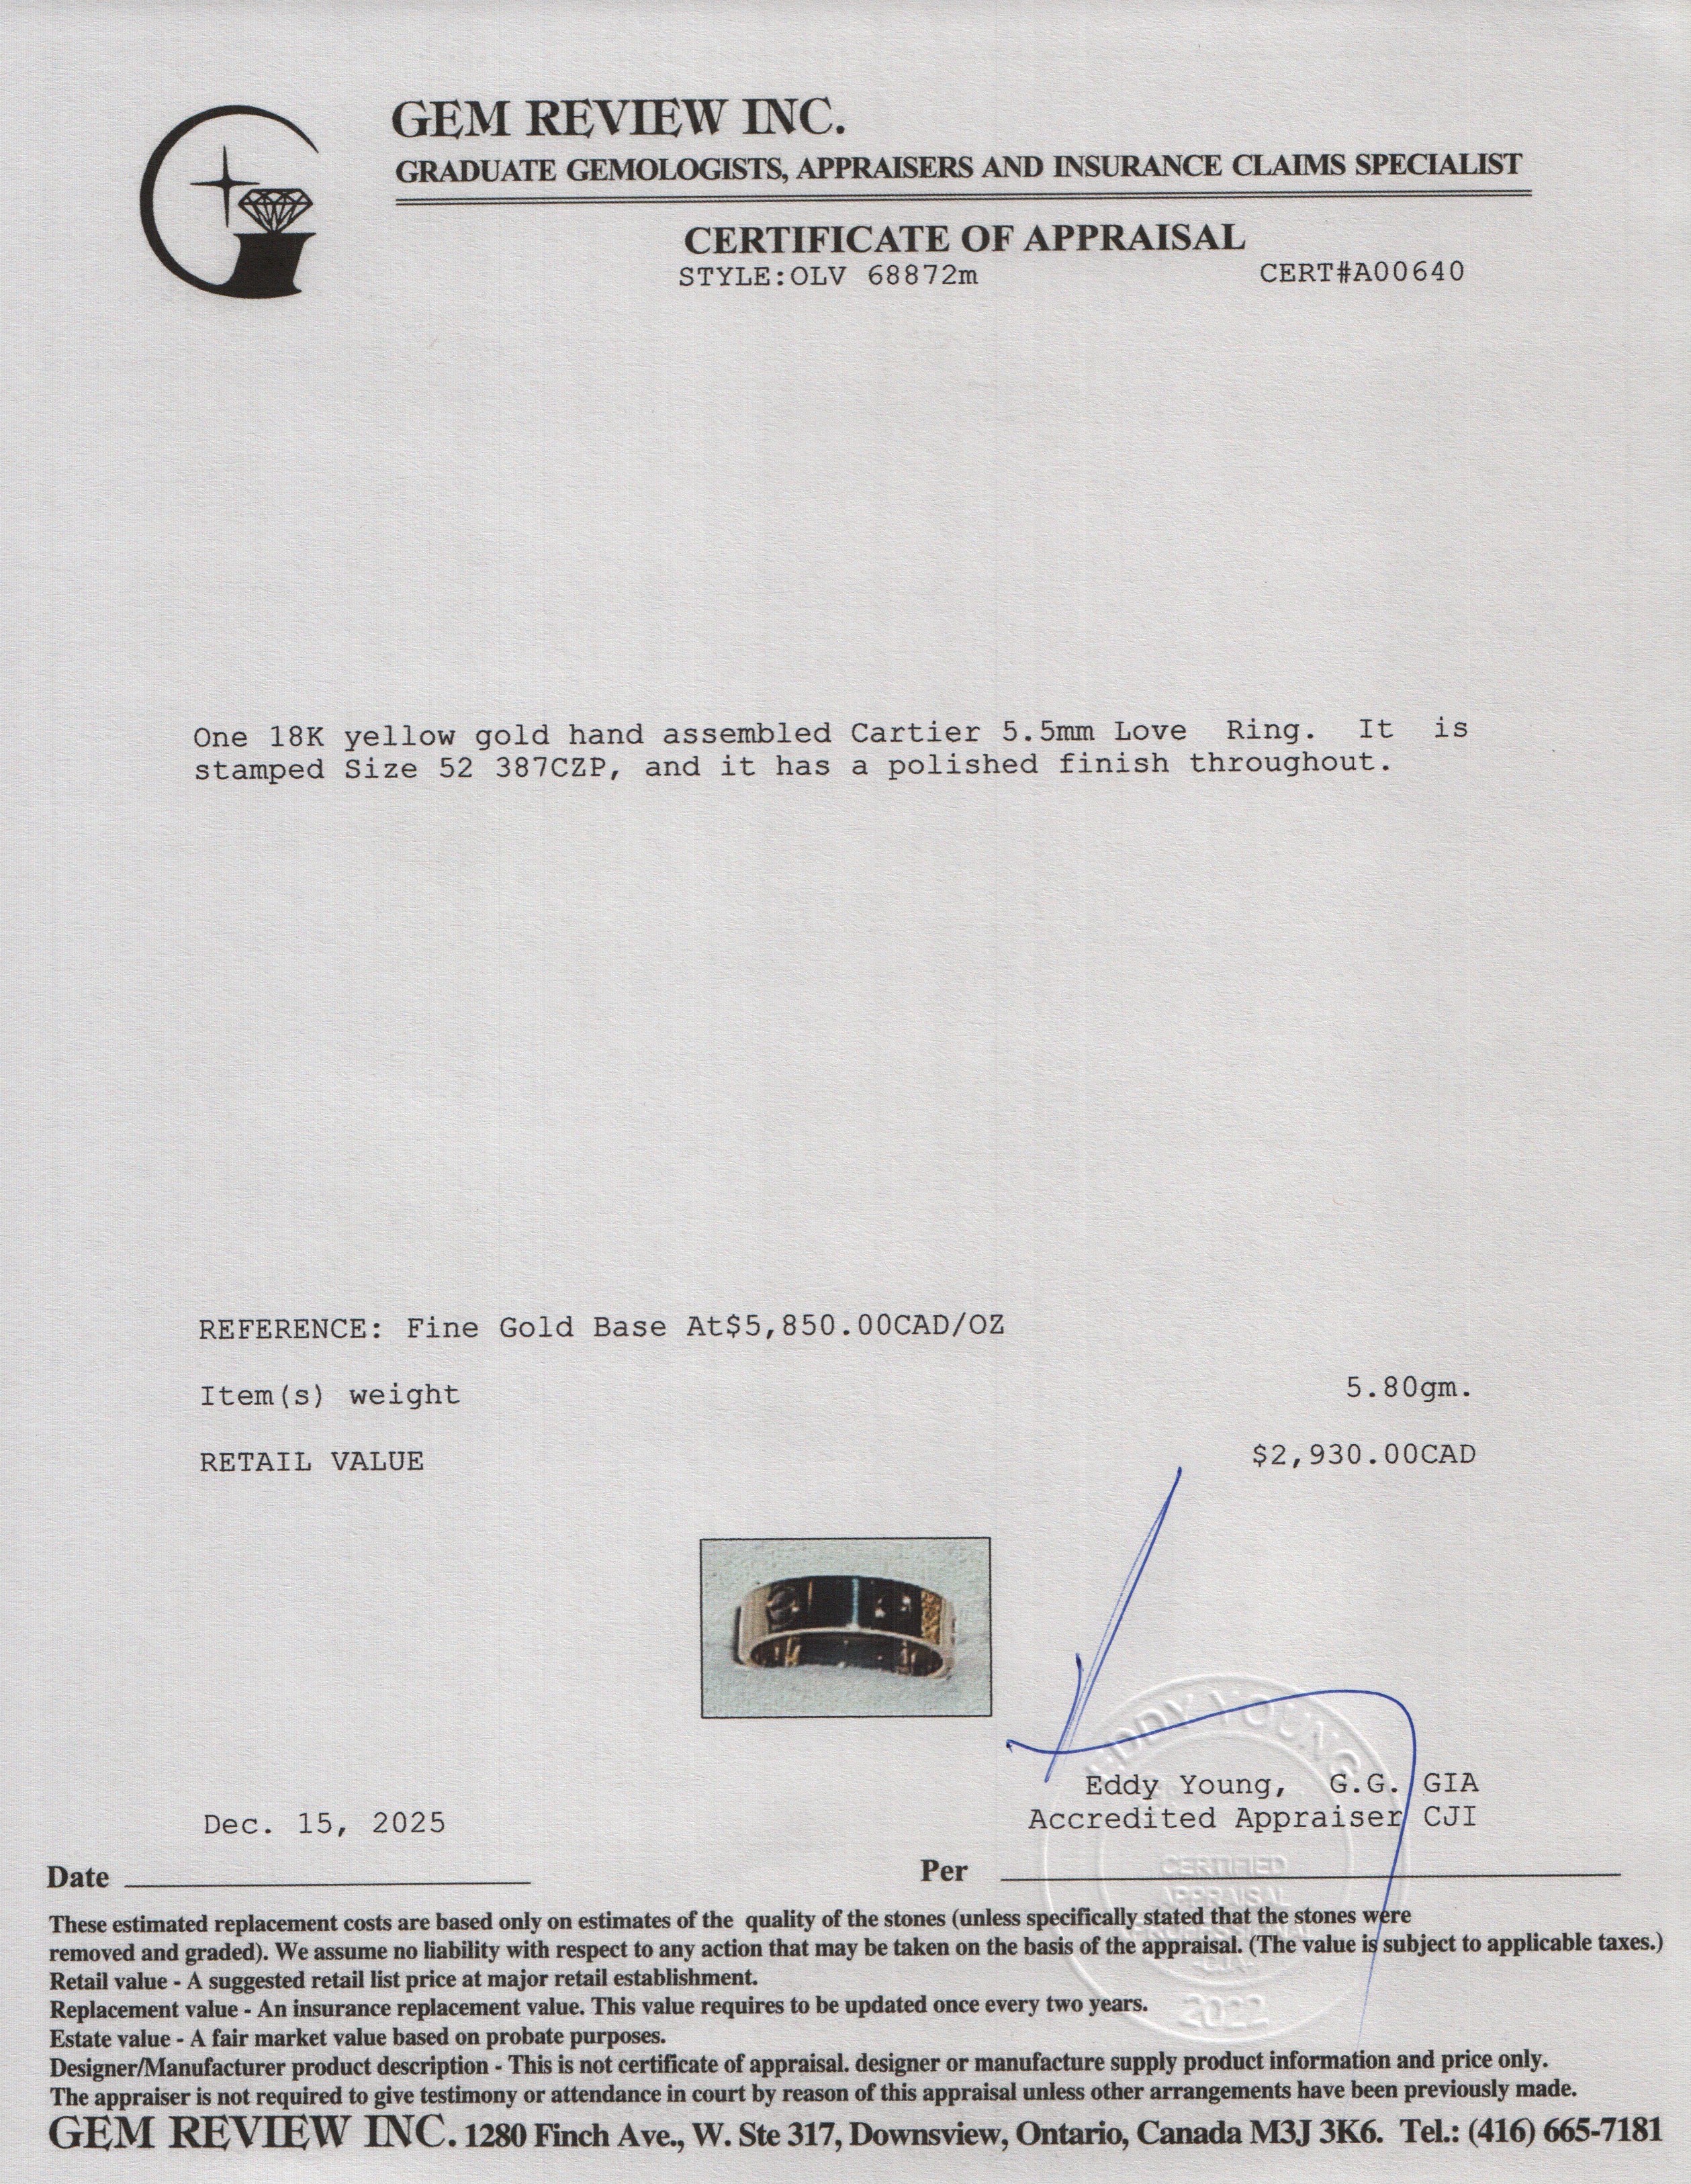 GEM REVIEW INC.
GRADUATE GEMOLOGISTS, APPRAISERS AND INSURANCE CLAIMS SPECIALIST
CERTIFICATE OF APPRAISAL
STYLE:OLV 68872m CERT#A00640
One 18K yellow gold hand assembled Cartier 5.5mm Love Ring. It is
stamped Size 52 387CZP, and it has a polished finish throughout.
REFERENCE: Fine Gold Base At$5,850.00CAD/OZ
Item(s) weight 5.80gm.
RETAIL VALUE $2,930.00CAD
EDDY YOUNG
Eddy Young, G.G. GIA
Dec. 15, 2025 Accredited Appraiser CJI
Date Per
CERTIFIED
APPRAISAL
PROFESSIONAL
2022
These estimated replacement costs are based only on estimates of the quality of the stones (unless specifically stated that the stones were
removed and graded). We assume no liability with respect to any action that may be taken on the basis of the appraisal. (The value is subject to applicable taxes.)
Retail value - A suggested retail list price at major retail establishment.
Replacement value - An insurance replacement value. This value requires to be updated once every two years.
Estate value - A fair market value based on probate purposes.
Designer/Manufacturer product description - This is not certificate of appraisal. designer or manufacture supply product information and price only.
The appraiser is not required to give testimony or attendance in court by reason of this appraisal unless other arrangements have been previously made.
GEM REVIEW INC. 1280 Finch Ave., W. Ste 317, Downsview, Ontario, Canada M3J 3K6. Tel.: (416) 665-7181